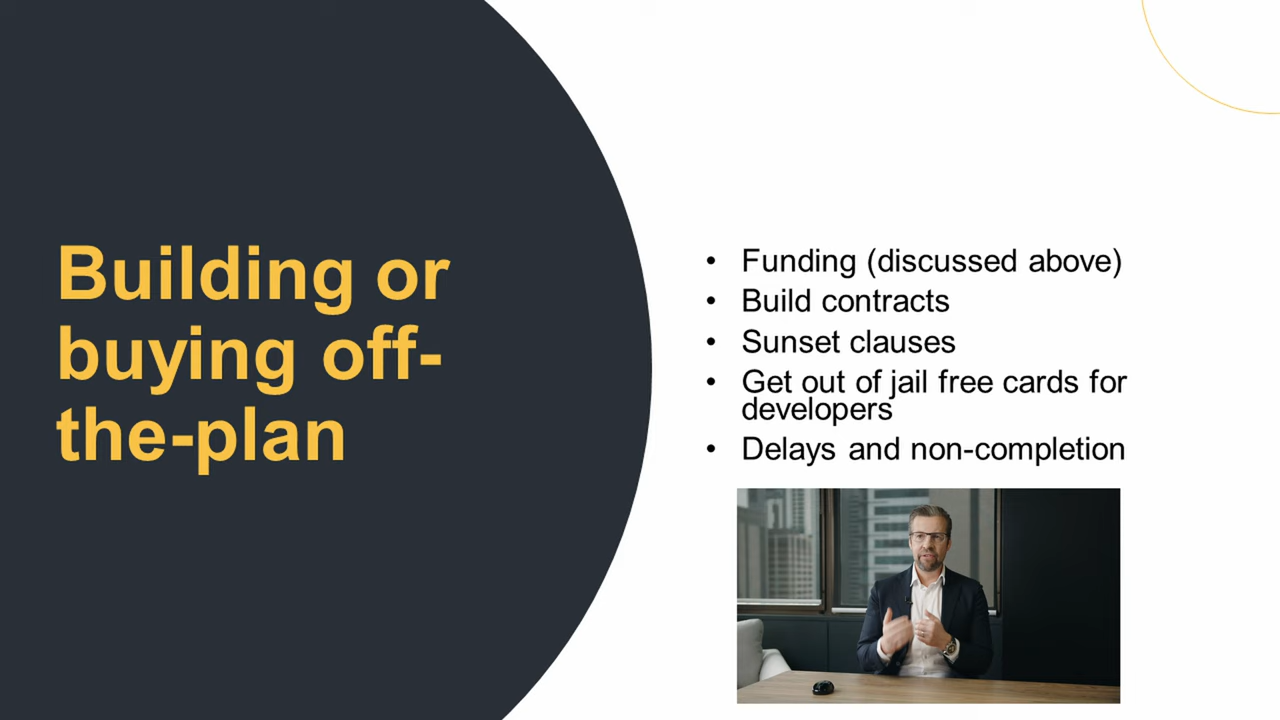 Building or
buying off-
the-plan
• Funding (discussed above)
• Build contracts
• Sunset clauses
• Get out of jail free cards for
developers
• Delays and non-completion